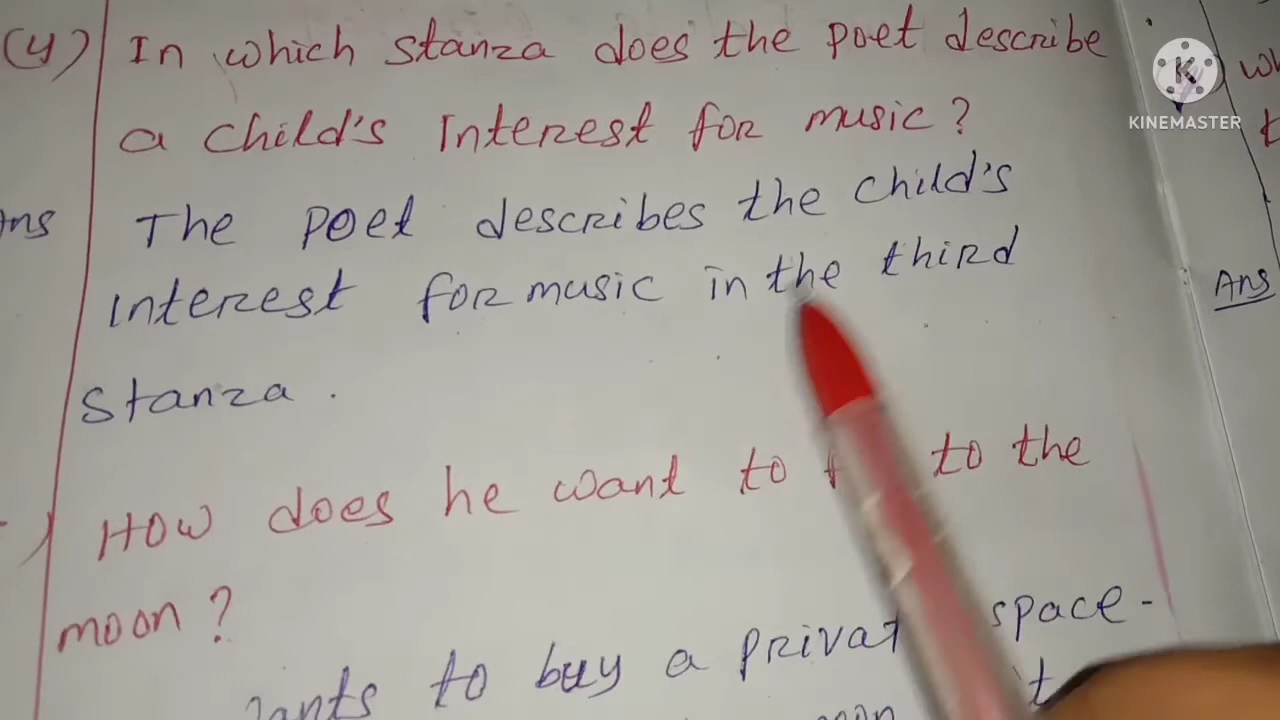 (4) In which stanza does the poet describe
a child's Interest for music?
Ans The poet describes the child's
Interest for music in the third
stanza.
How does he want to to the
moon?
to buy a private space-
KINEMASTER
Ans